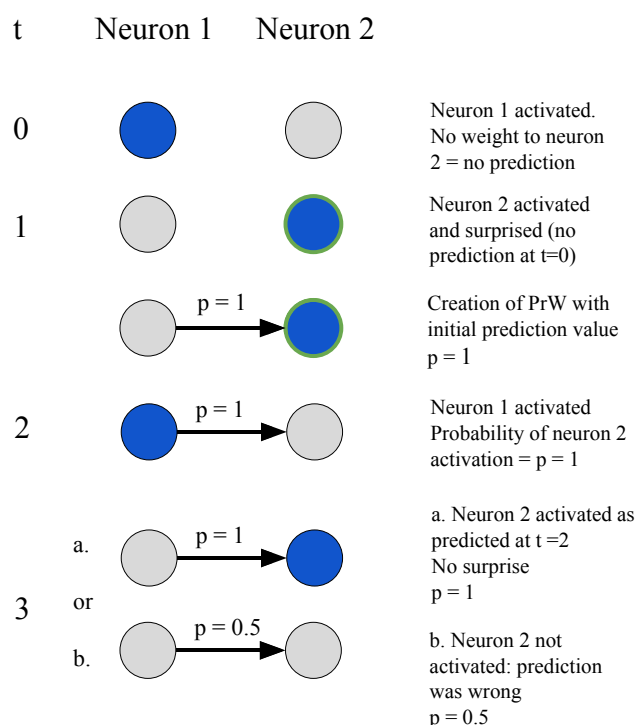 t Neuron 1 Neuron 2
0
Neuron 1 activated.
No weight to neuron
2 = no prediction
1
Neuron 2 activated
and surprised (no
prediction at t=0)
p = 1
Creation of PrW with
initial prediction value
p = 1
2
p = 1
Neuron 1 activated
Probability of neuron 2
activation = p = 1
3
a.
p = 1
a. Neuron 2 activated as
predicted at t =2
No surprise
p = 1
or
b.
p = 0.5
b. Neuron 2 not
activated: prediction
was wrong
p = 0.5